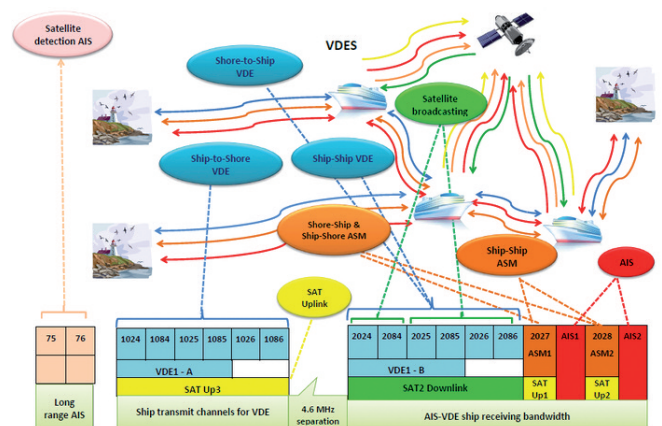 Satellite
detection AIS
VDES
Shore-to-Ship
VDE
Satellite
broadcasting
Ship-to-Shore
VDE
Ship-Ship VDE
Shore-Ship &
Ship-Shore ASM
Ship-Ship
ASM
AIS
SAT
Uplink
75 76
1024 1084 1025 1085 1026 1086
2024 2084 2025 2085 2026 2086
2027
ASM1
AIS1
2028
ASM2
AIS2
VDE1 - A
VDE1 - B
SAT Up3
SAT2 Downlink
SAT
Up1
SAT
Up2
Long
range AIS
Ship transmit channels for VDE
4.6 MHz
separation
AIS-VDE ship receiving bandwidth